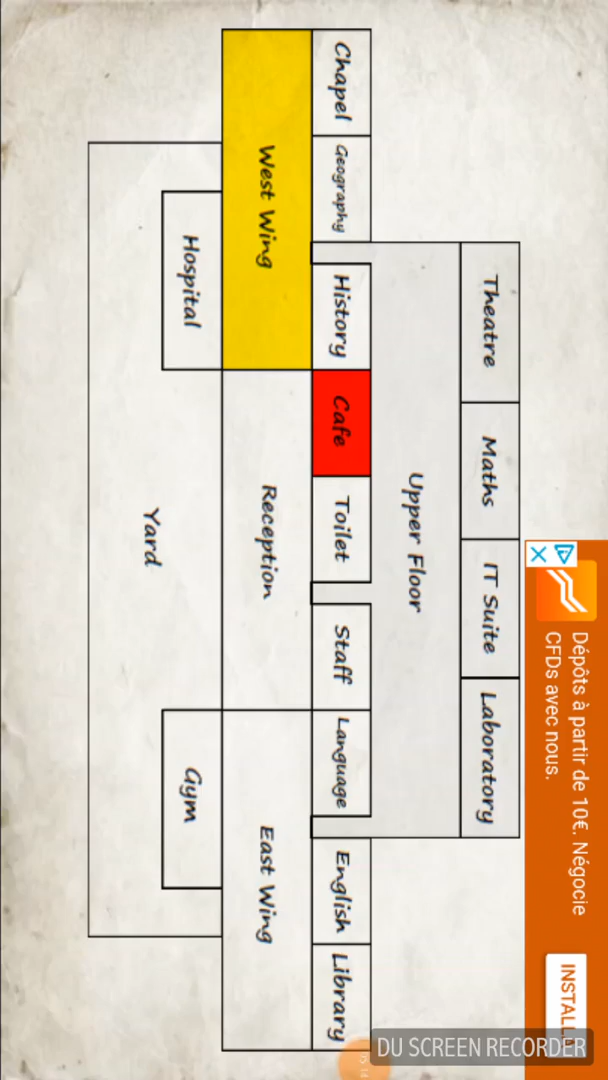 Theatre
Maths
IT Suite
Laboratory
Upper Floor
Chapel
Geography
History
Cafe
Toilet
Staff
Language
English
Library
West Wing
Reception
East Wing
Hospital
Gym
Yard
Dépôts à partir de 10€. Négocie
CFDs avec nous.
DU SCREEN RECORDER